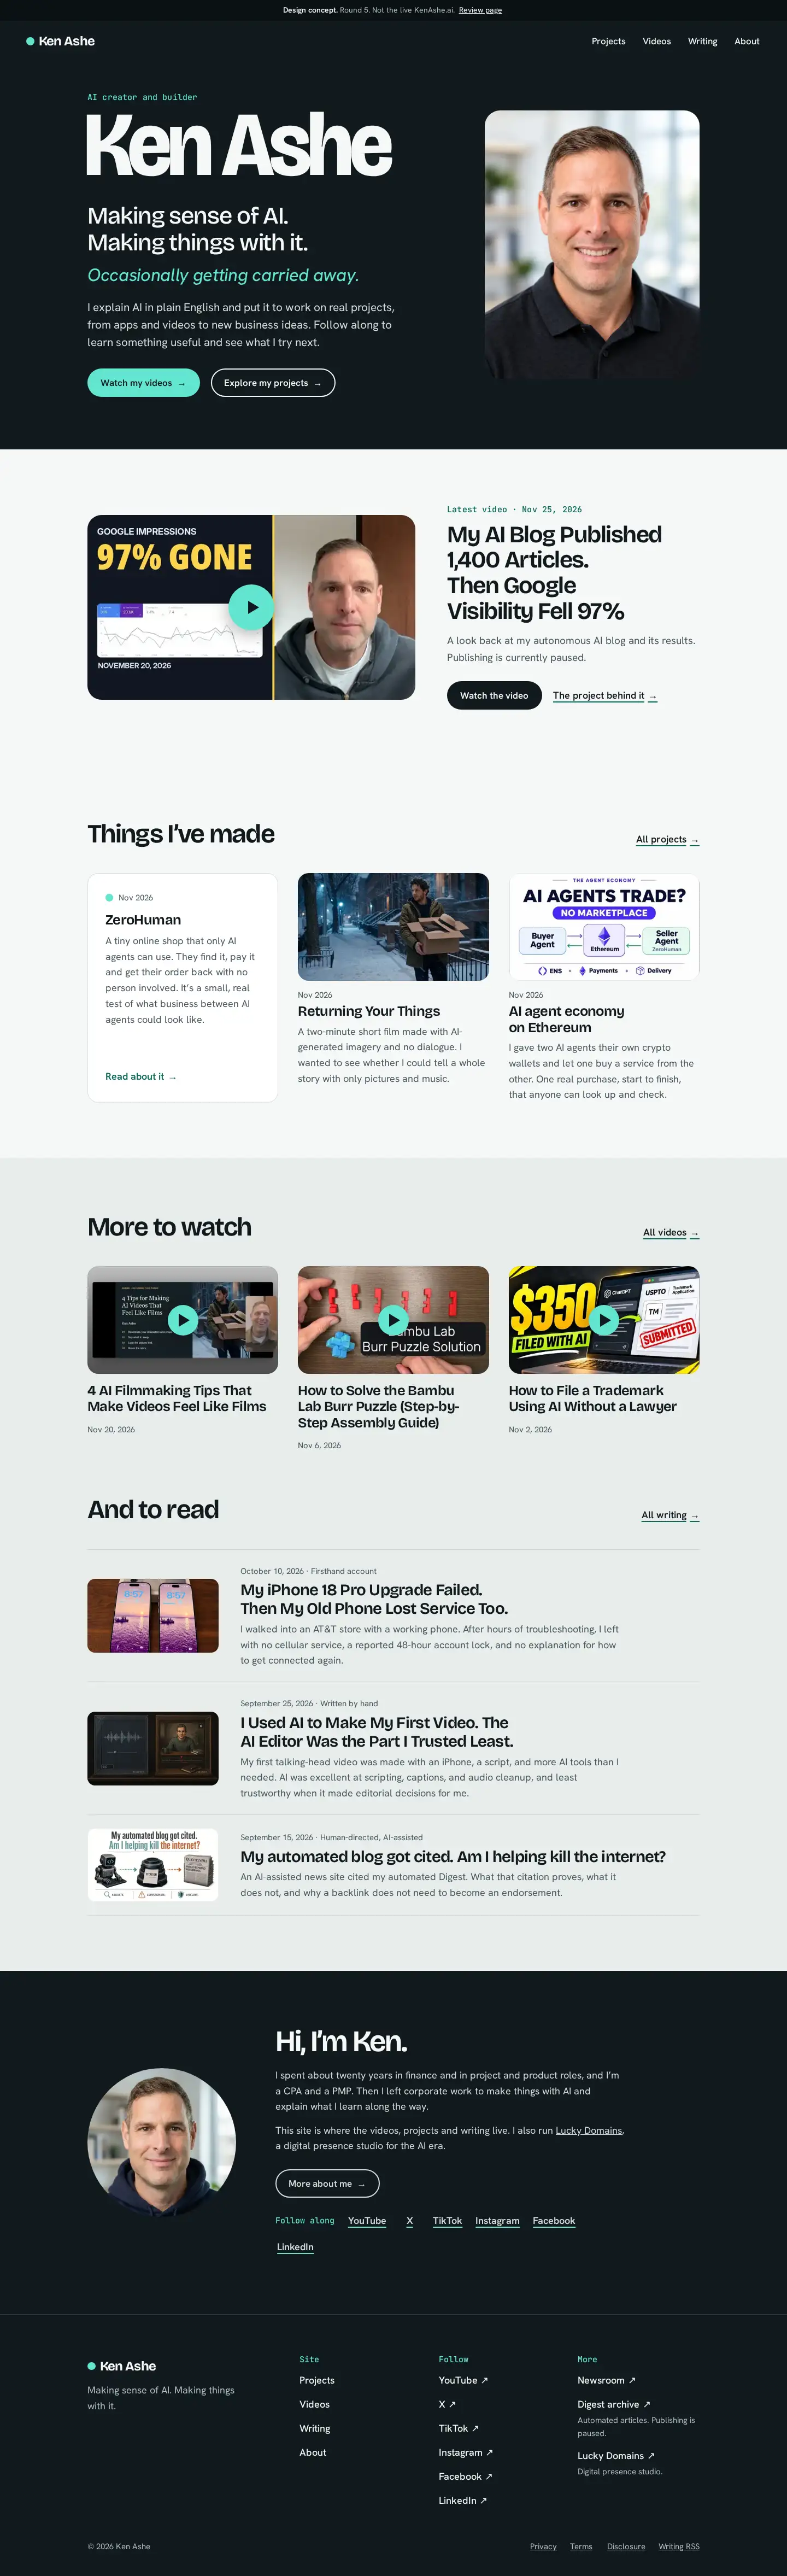 Design concept. Round 5. Not the live KenAshe.ai. Review page
Ken Ashe
Projects
Videos
Writing
About
AI creator and builder
Ken Ashe
Making sense of AI.
Making things with it.
Occasionally getting carried away.
I explain AI in plain English and put it to work on real projects,
from apps and videos to new business ideas. Follow along to
learn something useful and see what I try next.
Watch my videos →
Explore my projects →
GOOGLE IMPRESSIONS
97% GONE
NOVEMBER 20, 2026
Latest video · Nov 25, 2026
My AI Blog Published
1,400 Articles.
Then Google
Visibility Fell 97%
A look back at my autonomous AI blog and its results.
Publishing is currently paused.
Watch the video
The project behind it →
Things I’ve made
All projects →
Nov 2026
ZeroHuman
A tiny online shop that only AI
agents can use. They find it, pay it
and get their order back with no
person involved. It’s a small, real
test of what business between AI
agents could look like.
Read about it →
Nov 2026
Returning Your Things
A two-minute short film made with AI-
generated imagery and no dialogue. I
wanted to see whether I could tell a whole
story with only pictures and music.
THE AGENT ECONOMY
AI AGENTS TRADE?
NO MARKETPLACE
Buyer
Agent
Ethereum
Seller
Agent
ENS
Payments
Delivery
Nov 2026
AI agent economy
on Ethereum
I gave two AI agents their own crypto
wallets and let one buy a service from the
other. One real purchase, start to finish,
that anyone can look up and check.
More to watch
All videos →
4 Tips for Making
AI Videos That
Feel Like Films
4 AI Filmmaking Tips That
Make Videos Feel Like Films
Nov 20, 2026
Bambu Lab
Burr Puzzle Solution
How to Solve the Bambu
Lab Burr Puzzle (Step-by-
Step Assembly Guide)
Nov 6, 2026
$350
FILED WITH AI
ChatGPT
USPTO
Trademark
Application
TM
SUBMITTED
How to File a Trademark
Using AI Without a Lawyer
Nov 2, 2026
And to read
All writing →
8:57
8:57
October 10, 2026 · Firsthand account
My iPhone 18 Pro Upgrade Failed.
Then My Old Phone Lost Service Too.
I walked into an AT&T store with a working phone. After hours of troubleshooting, I left
with no cellular service, a reported 48-hour account lock, and no explanation for how
to get connected again.
September 25, 2026 · Written by hand
I Used AI to Make My First Video. The
AI Editor Was the Part I Trusted Least.
My first talking-head video was made with an iPhone, a script, and more AI tools than I
needed. AI was excellent at scripting, captions, and audio cleanup, and least
trustworthy when it made editorial decisions for me.
My automated blog got cited.
Am I helping kill the internet?
September 15, 2026 · Human-directed, AI-assisted
My automated blog got cited. Am I helping kill the internet?
An AI-assisted news site cited my automated Digest. What that citation proves, what it
does not, and why a backlink does not need to become an endorsement.
Hi, I’m Ken.
I spent about twenty years in finance and in project and product roles, and I’m
a CPA and a PMP. Then I left corporate work to make things with AI and
explain what I learn along the way.
This site is where the videos, projects and writing live. I also run Lucky Domains,
a digital presence studio for the AI era.
More about me →
Follow along
YouTube
X
TikTok
Instagram
Facebook
LinkedIn
Ken Ashe
Making sense of AI. Making things
with it.
Site
Projects
Videos
Writing
About
Follow
YouTube ↗
X ↗
TikTok ↗
Instagram ↗
Facebook ↗
LinkedIn ↗
More
Newsroom ↗
Digest archive ↗
Automated articles. Publishing is
paused.
Lucky Domains ↗
Digital presence studio.
© 2026 Ken Ashe
Privacy
Terms
Disclosure
Writing RSS